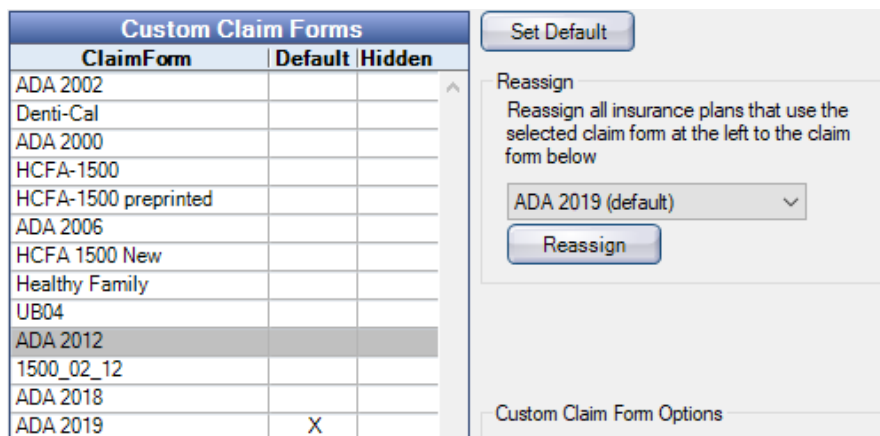 Custom Claim Forms
ClaimForm Default Hidden
ADA 2002
Denti-Cal
ADA 2000
HCFA-1500
HCFA-1500 preprinted
ADA 2006
HCFA 1500 New
Healthy Family
UB04
ADA 2012
1500_02_12
ADA 2018
ADA 2019 X
Set Default
Reassign
Reassign all insurance plans that use the
selected claim form at the left to the claim
form below
ADA 2019 (default)
Reassign
Custom Claim Form Options